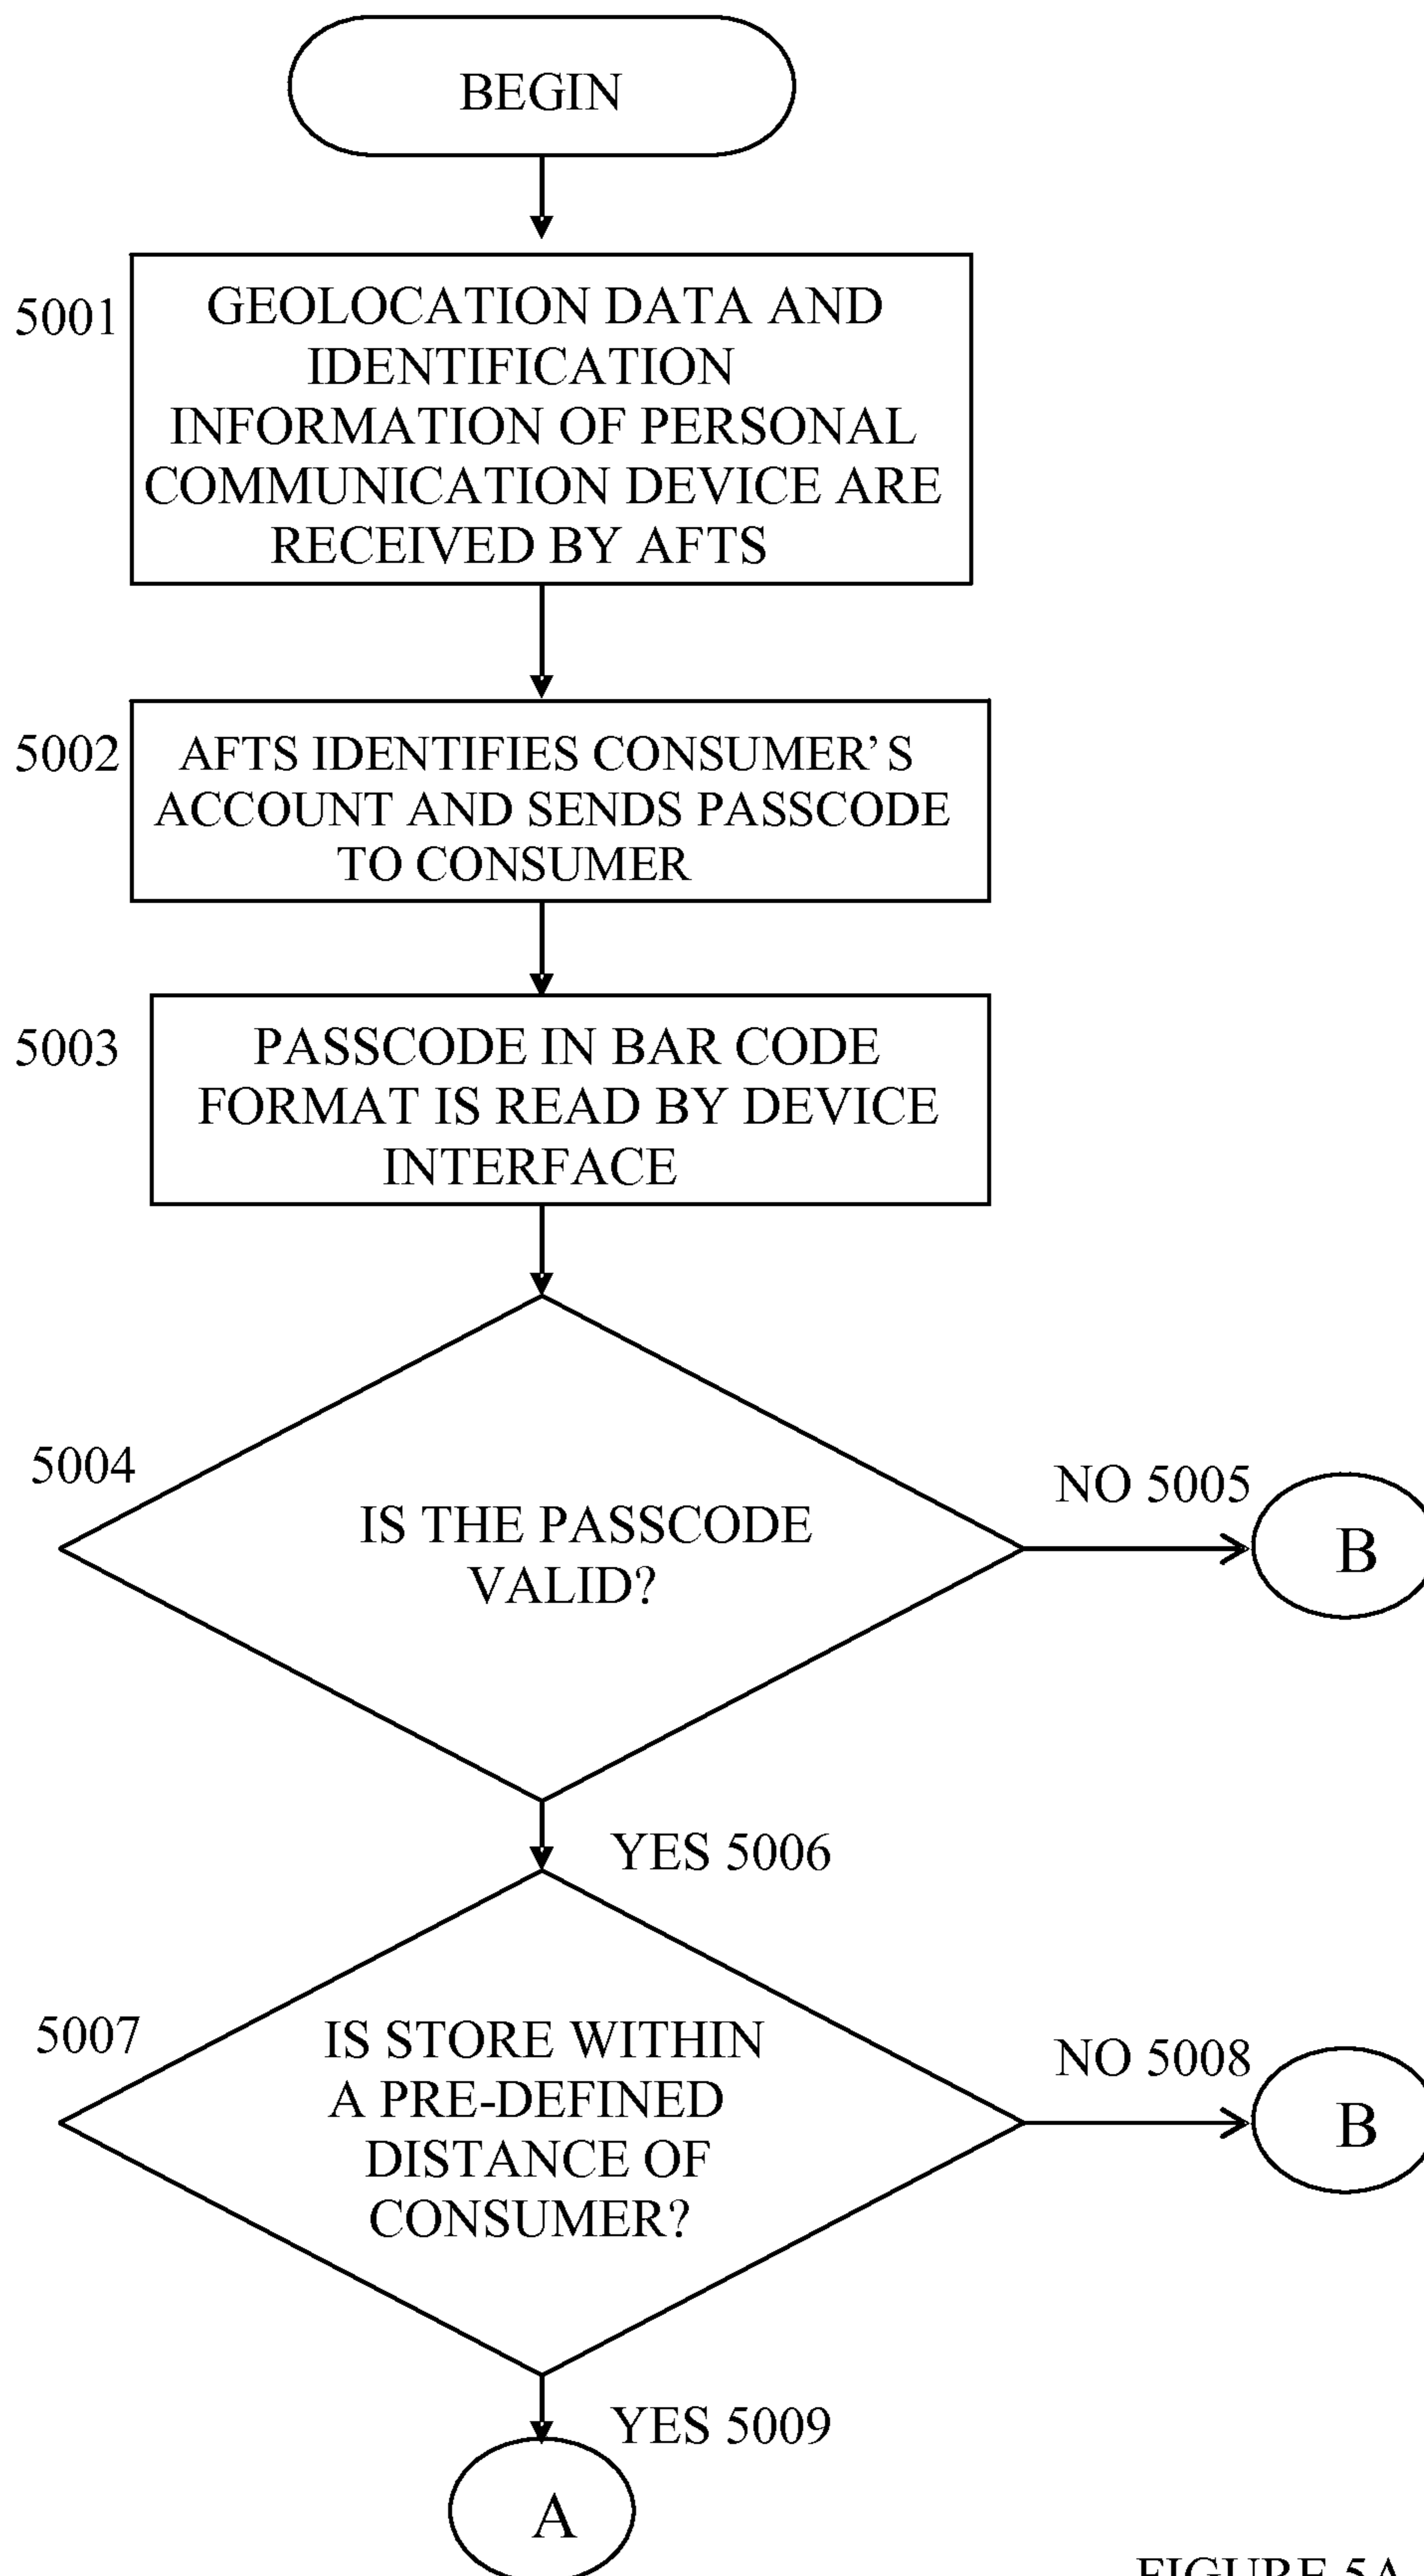 BEGIN
5001
GEOLOCATION DATA AND
IDENTIFICATION
INFORMATION OF PERSONAL
COMMUNICATION DEVICE ARE
RECEIVED BY AFTS
5002
AFTS IDENTIFIES CONSUMER'S
ACCOUNT AND SENDS PASSCODE
TO CONSUMER
5003
PASSCODE IN BAR CODE
FORMAT IS READ BY DEVICE
INTERFACE
5004
IS THE PASSCODE
VALID?
NO 5005
B
YES 5006
5007
IS STORE WITHIN
A PRE-DEFINED
DISTANCE OF
CONSUMER?
NO 5008
B
YES 5009
A
FIGURE 5A